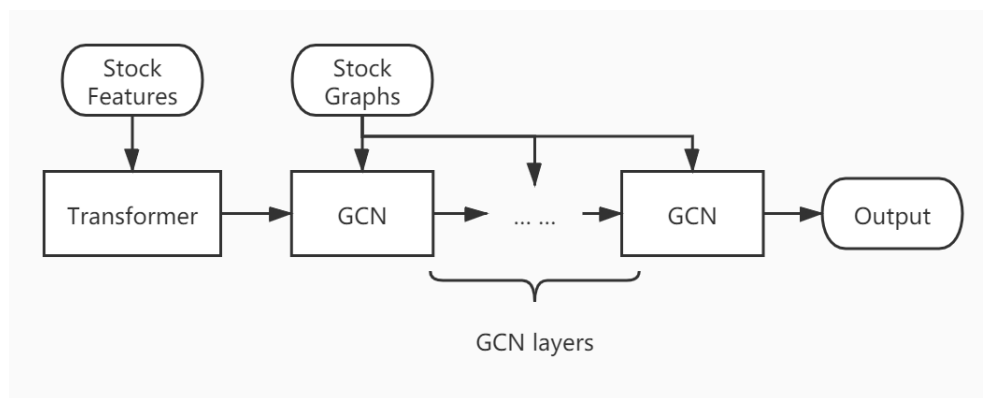 Stock
Features
Stock
Graphs
Transformer
GCN
... ...
GCN
Output
GCN layers